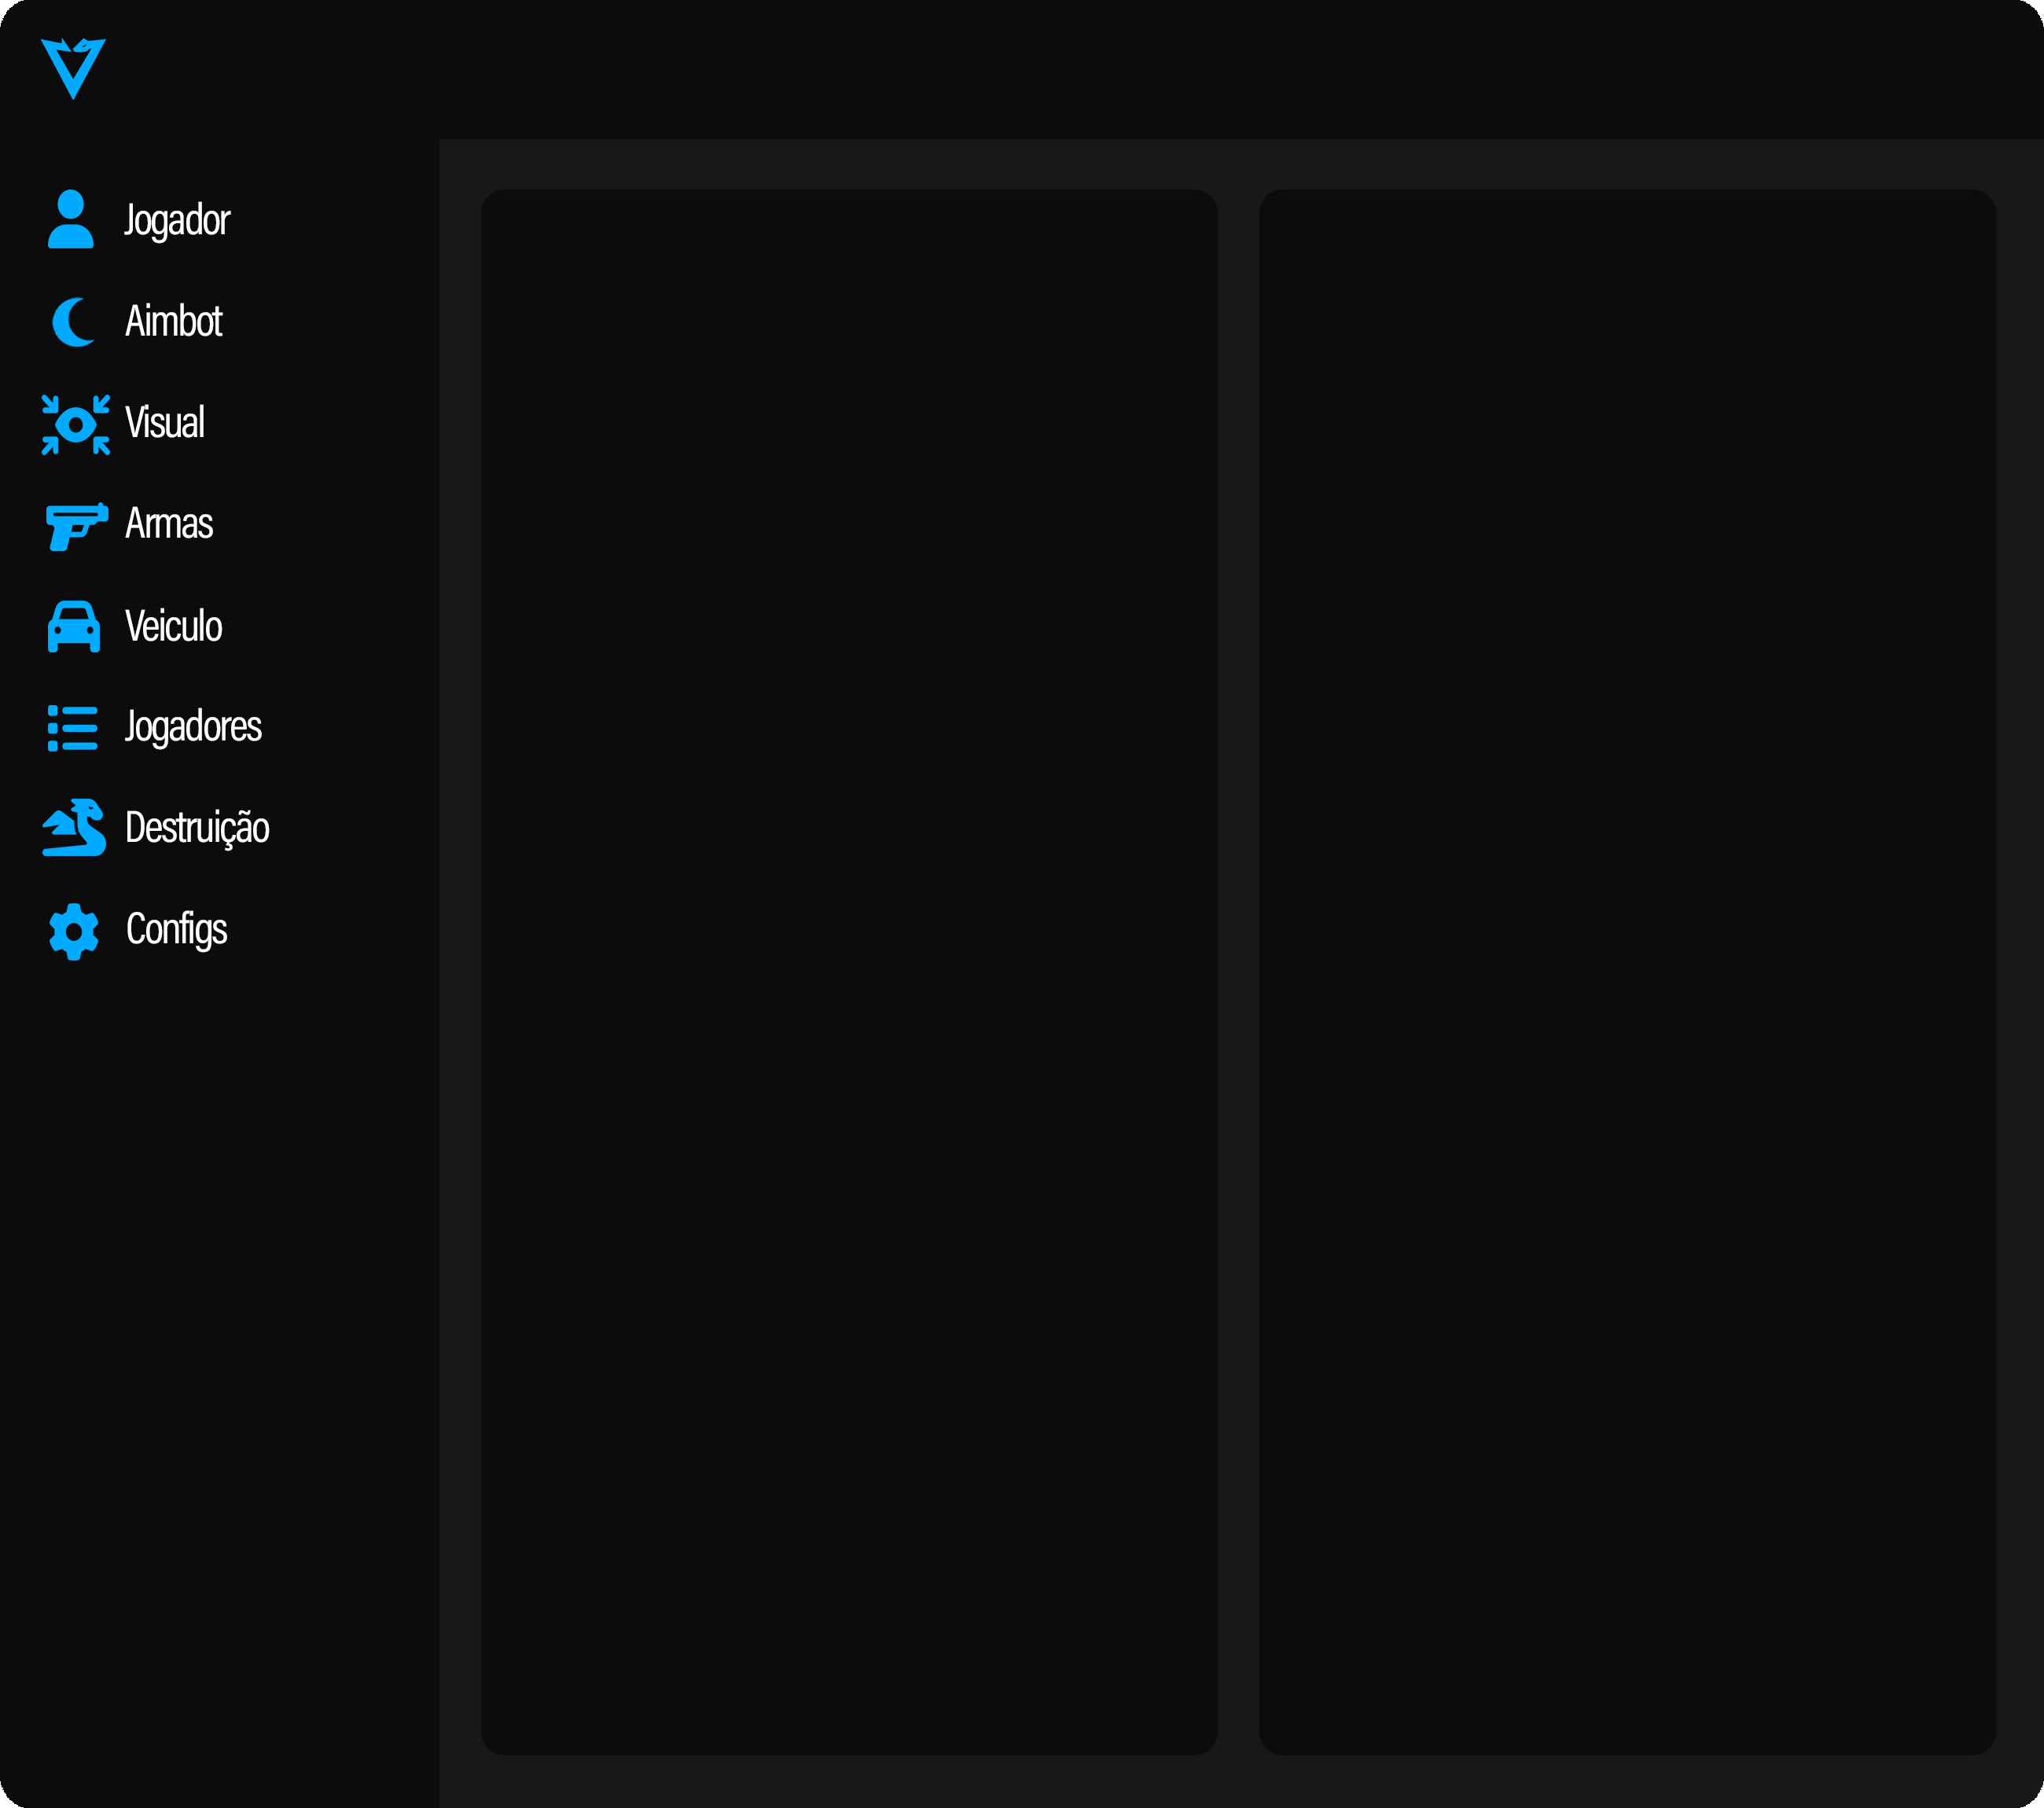 Jogador
Aimbot
Visual
Armas
Veiculo
Jogadores
Destruição
Configs